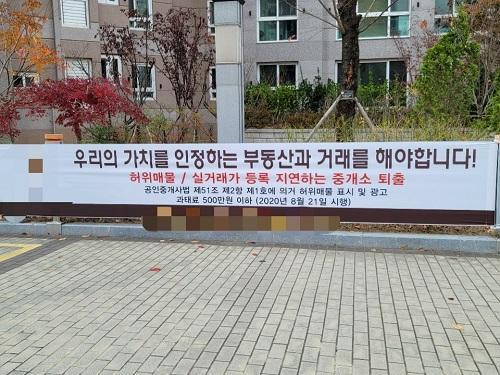 우리의 가치를 인정하는 부동산과 거래를 해야합니다!
허위매물 / 실거래가 등록 지연하는 중개소 퇴출
공인중개사법 제51조 제2항 제1호에 의거 허위매물 표시 및 광고
과태료 500만원 이하 (2020년 8월 21일 시행)